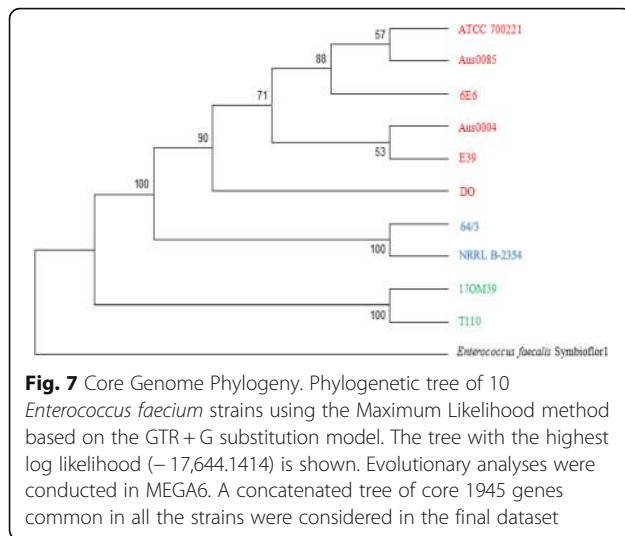 ATCC 700221
57
Aus0085
88
6E6
71
Aus0004
90
53
E39
DO
100
64/3
100
NRRL B-2354
17OM39
100
T110
Enterococcus faecalis Symbioflor1
Fig. 7 Core Genome Phylogeny. Phylogenetic tree of 10
Enterococcus faecium strains using the Maximum Likelihood method
based on the GTR + G substitution model. The tree with the highest
log likelihood (− 17,644.1414) is shown. Evolutionary analyses were
conducted in MEGA6. A concatenated tree of core 1945 genes
common in all the strains were considered in the final dataset